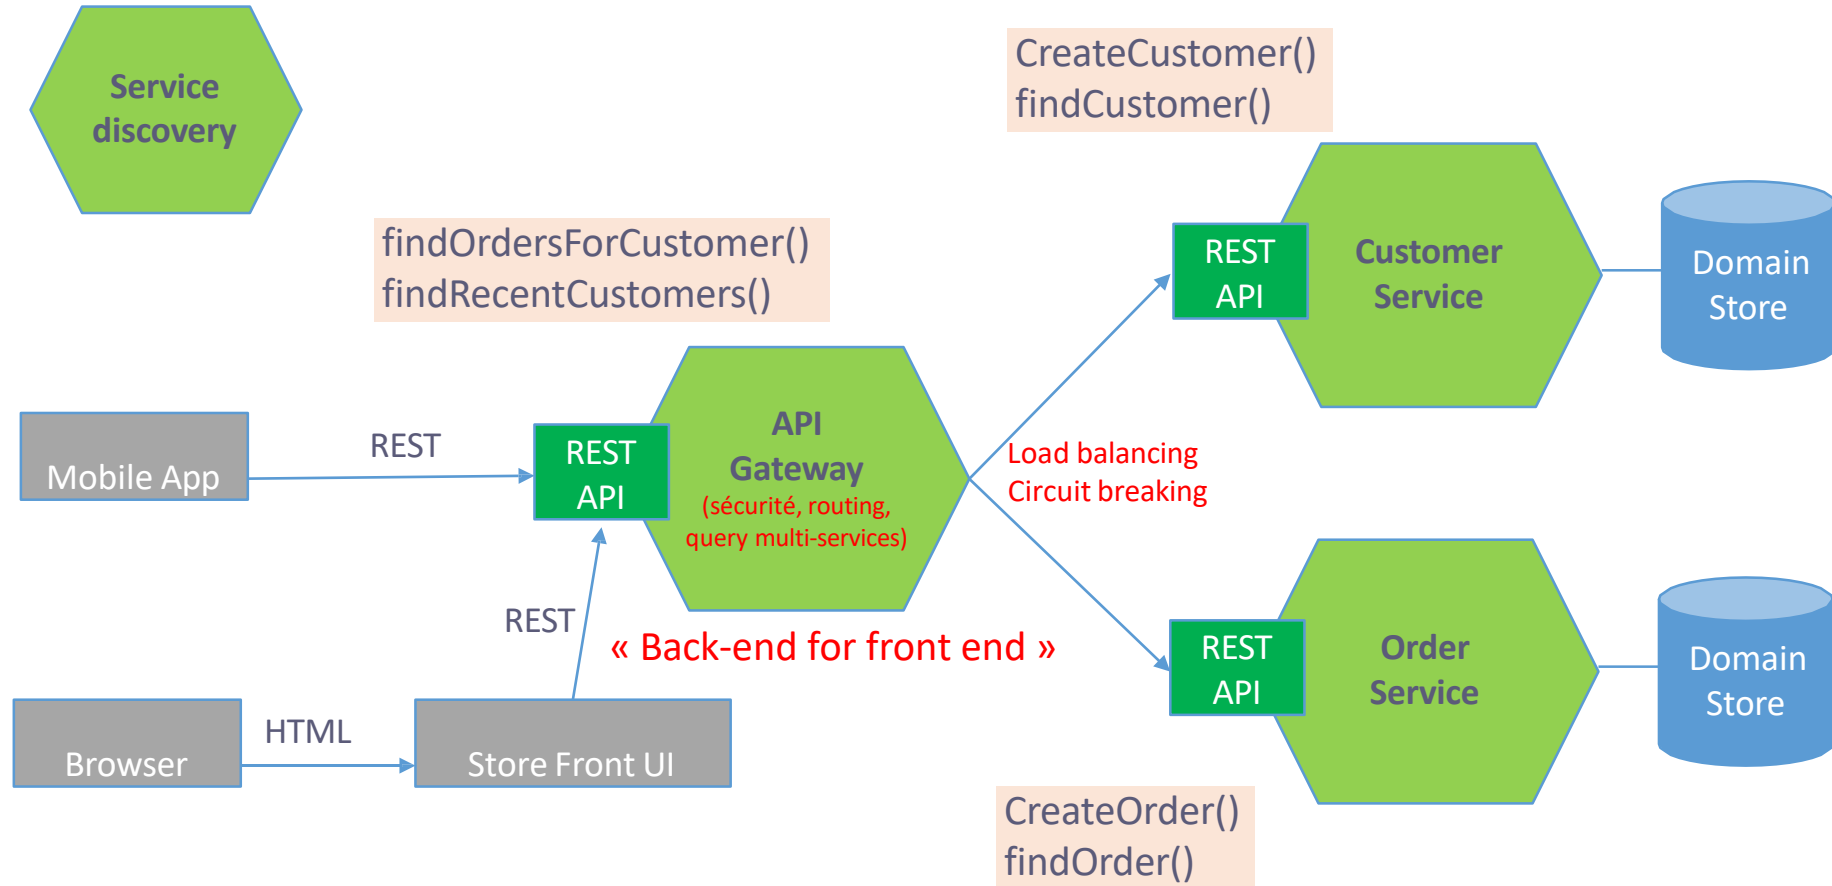 Service
discovery
CreateCustomer()
findCustomer()
findOrdersForCustomer()
findRecentCustomers()
REST
API
Customer
Service
Domain
Store
Mobile App
REST
REST
API
API
Gateway
(sécurité, routing,
query multi-services)
Load balancing
Circuit breaking
REST
« Back-end for front end »
REST
API
Order
Service
Domain
Store
Browser
HTML
Store Front UI
CreateOrder()
findOrder()